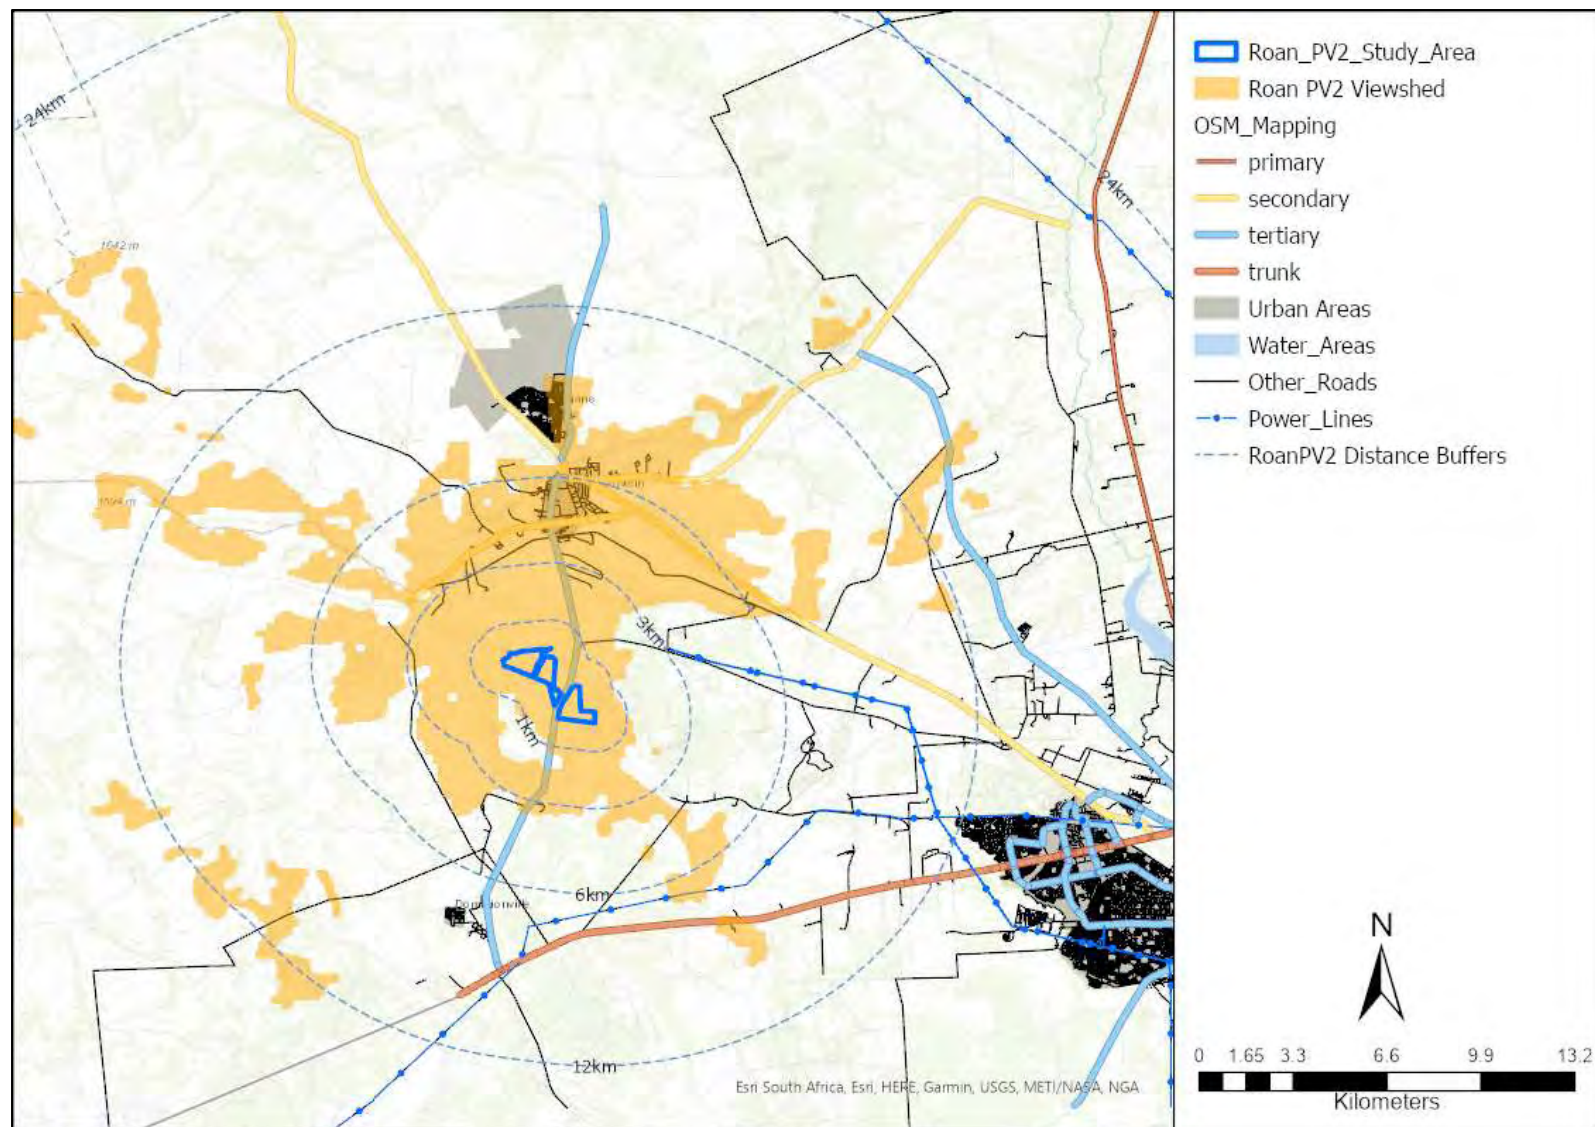 24km
24km
1642 m
3km
1km
6km
12km
Esri South Africa, Esri, HERE, Garmin, USGS, METI/NASA, NGA
Roan_PV2_Study_Area
Roan PV2 Viewshed
OSM_Mapping
primary
secondary
tertiary
trunk
Urban Areas
Water_Areas
Other_Roads
Power_Lines
RoanPV2 Distance Buffers
N
0 1.65 3.3 6.6 9.9 13.2
Kilometers